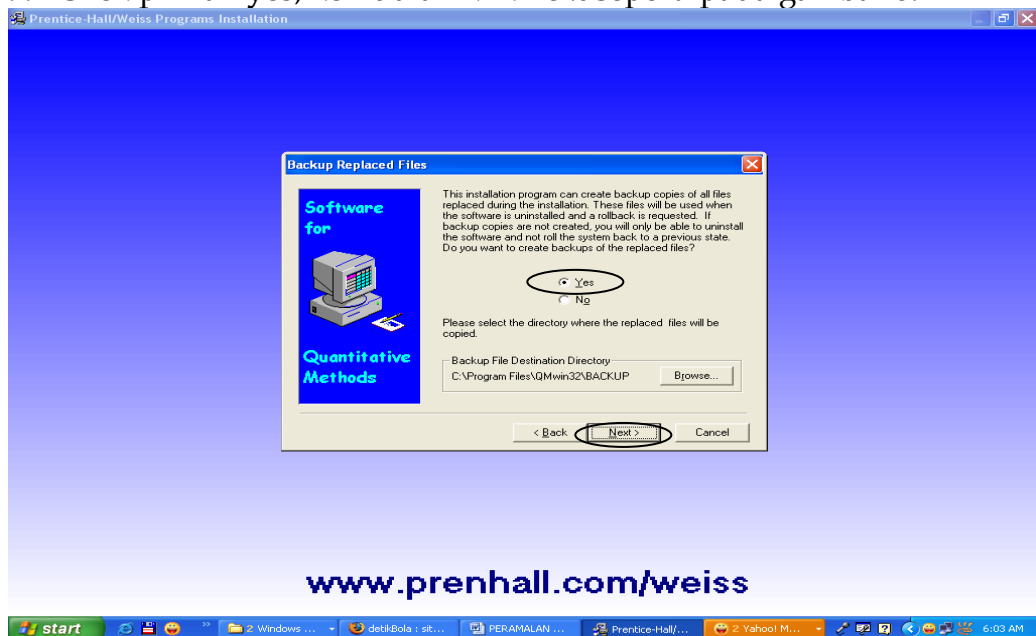 Prentice-Hall/Weiss Programs Installation
Backup Replaced Files
Software
for
Quantitative
Methods
This installation program can create backup copies of all files
replaced during the installation. These files will be used when
the software is uninstalled and a rollback is requested. If
backup copies are not created, you will only be able to uninstall
the software and not roll the system back to a previous state.
Do you want to create backups of the replaced files?
Yes
No
Please select the directory where the replaced files will be
copied.
Backup File Destination Directory
C:\Program Files\QMwin32\BACKUP
Browse...
< Back
Next >
Cancel
www.prenhall.com/weiss
start
2 Windows ...
detikBola : sit...
PERAMALAN ...
Prentice-Hall/...
2 Yahoo! M...
6:03 AM